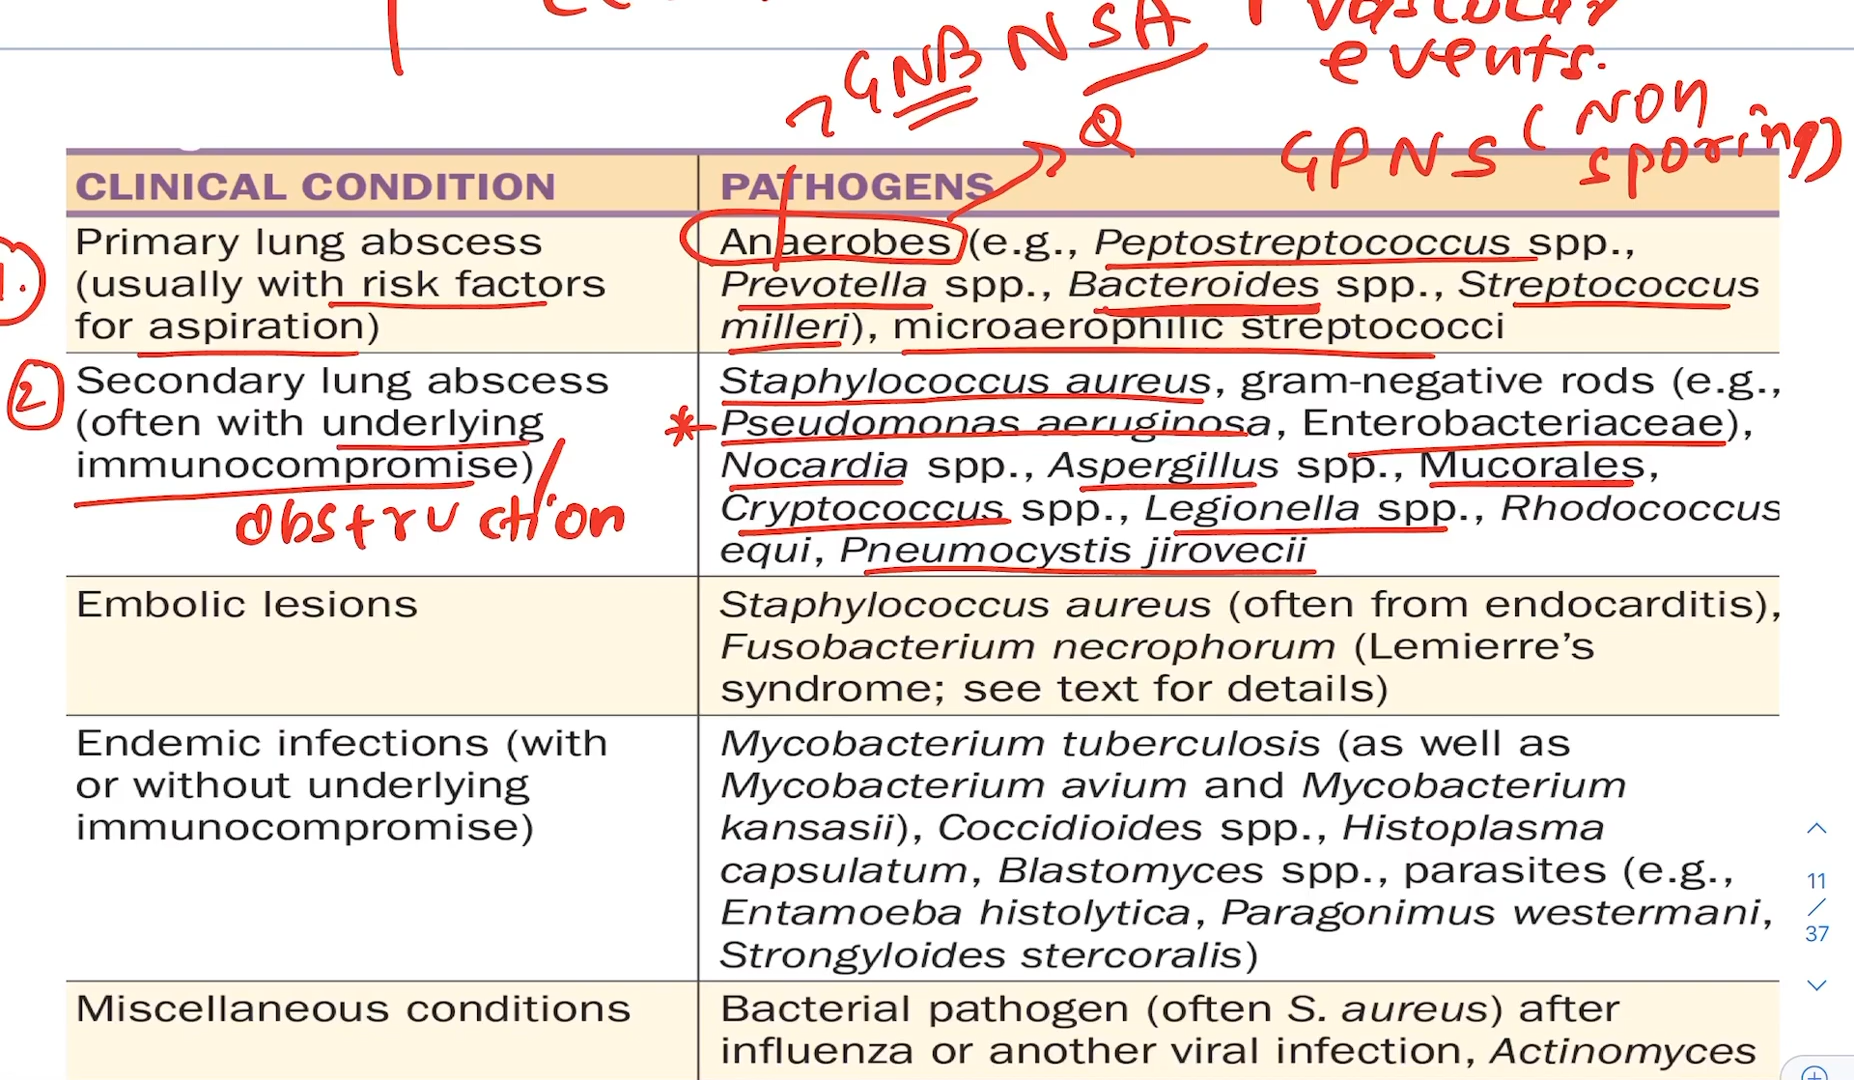 vascular
events.
GNB NSA
Q
GPNS (non
sporing)
CLINICAL CONDITION
PATHOGENS
1.
Primary lung abscess
(usually with risk factors
for aspiration)
Anaerobes (e.g., Peptostreptococcus spp.,
Prevotella spp., Bacteroides spp., Streptococcus
milleri), microaerophilic streptococci
2
Secondary lung abscess
(often with underlying
immunocompromise)
obstruction
* Staphylococcus aureus, gram-negative rods (e.g.,
Pseudomonas aeruginosa, Enterobacteriaceae),
Nocardia spp., Aspergillus spp., Mucorales,
Cryptococcus spp., Legionella spp., Rhodococcus
equi, Pneumocystis jirovecii
Embolic lesions
Staphylococcus aureus (often from endocarditis),
Fusobacterium necrophorum (Lemierre’s
syndrome; see text for details)
Endemic infections (with
or without underlying
immunocompromise)
Mycobacterium tuberculosis (as well as
Mycobacterium avium and Mycobacterium
kansasii), Coccidioides spp., Histoplasma
capsulatum, Blastomyces spp., parasites (e.g.,
Entamoeba histolytica, Paragonimus westermani,
Strongyloides stercoralis)
Miscellaneous conditions
Bacterial pathogen (often S. aureus) after
influenza or another viral infection, Actinomyces
11
/
37